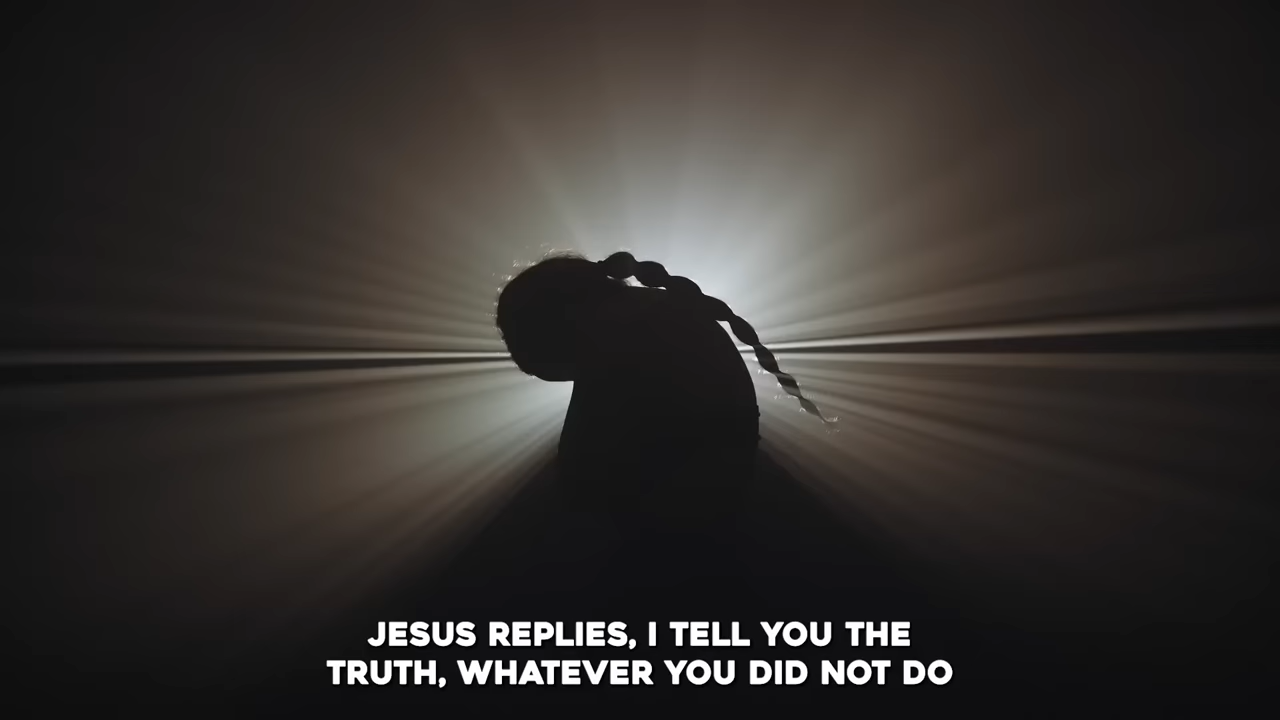 JESUS REPLIES, I TELL YOU THE
TRUTH, WHATEVER YOU DID NOT DO